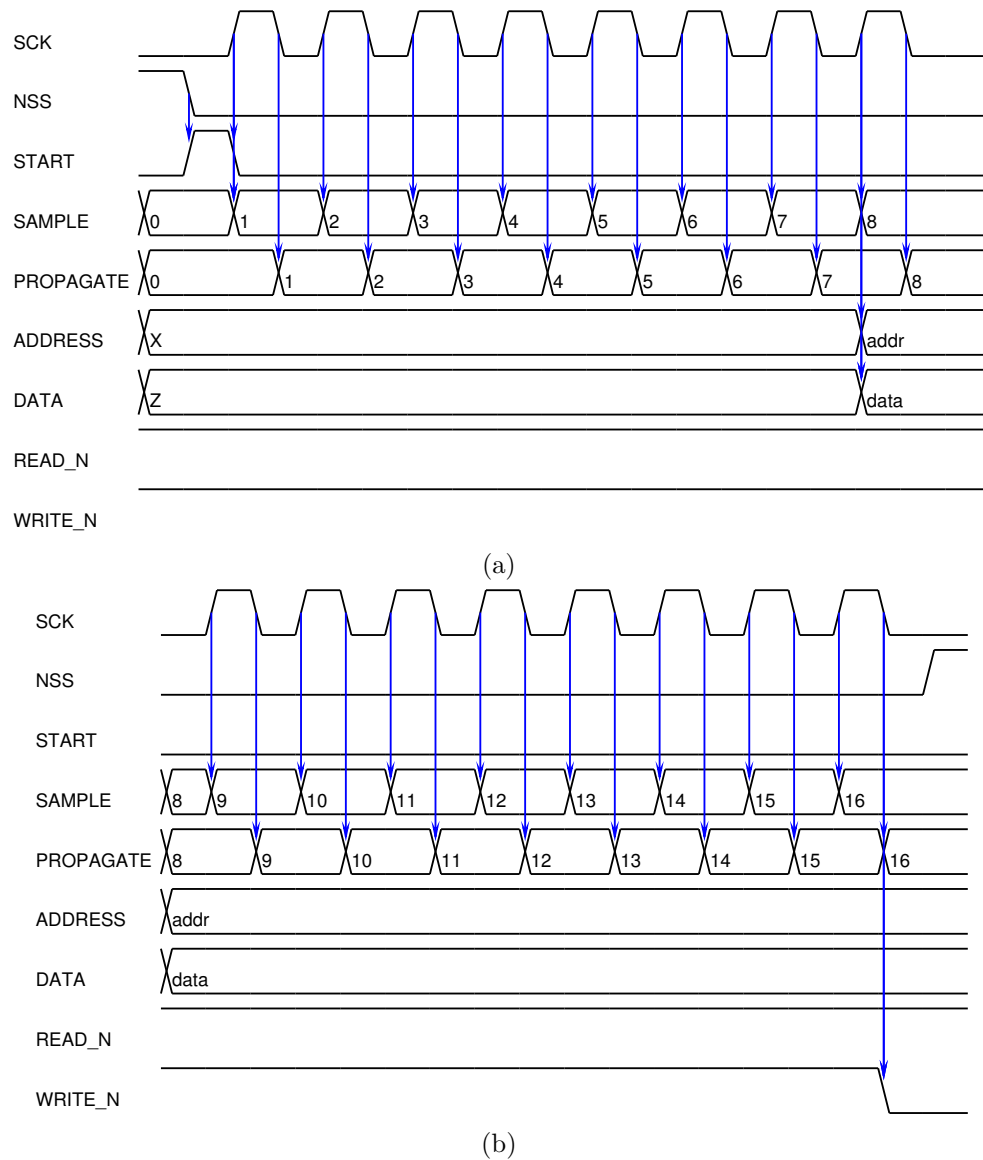 SCK
NSS
START
SAMPLE 0 1 2 3 4 5 6 7 8
PROPAGATE 0 1 2 3 4 5 6 7 8
ADDRESS X addr
DATA Z data
READ_N
WRITE_N
(a)
SCK
NSS
START
SAMPLE 8 9 10 11 12 13 14 15 16
PROPAGATE 8 9 10 11 12 13 14 15 16
ADDRESS addr
DATA data
READ_N
WRITE_N
(b)